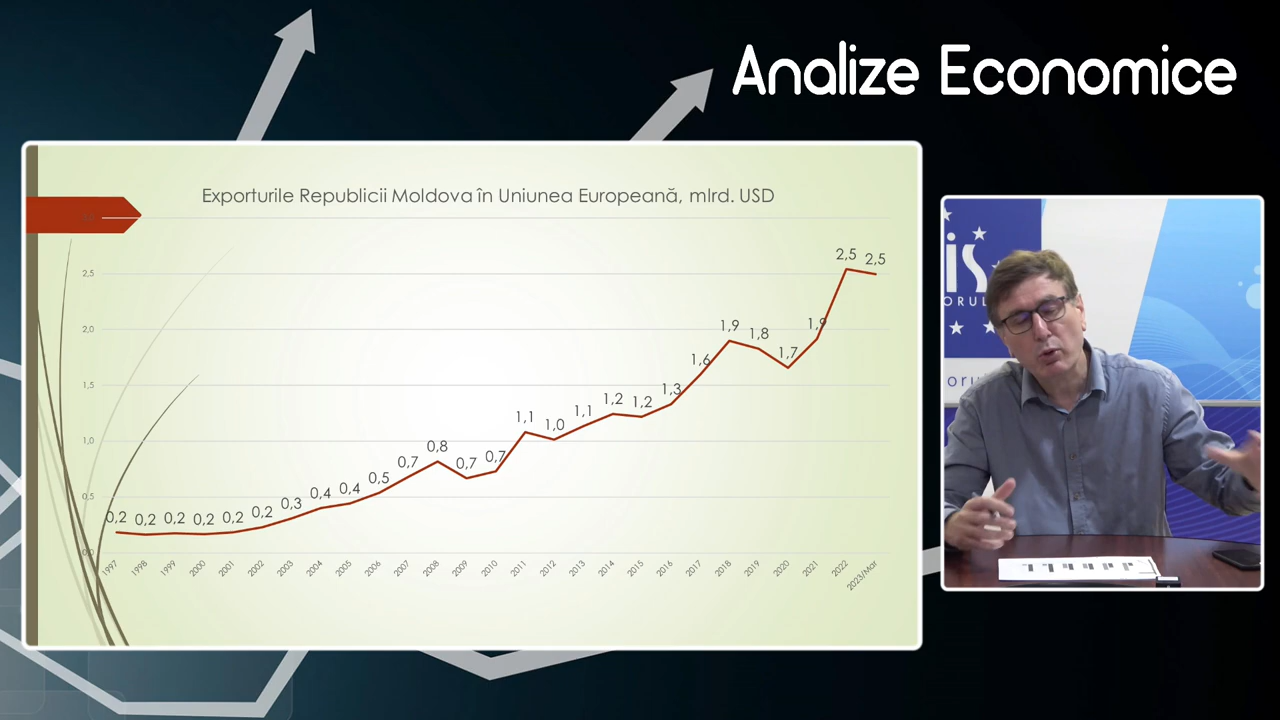 Analize Economice
Exporturile Republicii Moldova în Uniunea Europeană, mlrd. USD
3,0
2,5
2,0
1,5
1,0
0,5
0,0
0,2 0,2 0,2 0,2 0,2 0,2 0,3 0,4 0,4 0,5 0,7 0,8 0,7 0,7 1,1 1,0 1,1 1,2 1,2 1,3 1,6 1,9 1,8 1,7 1,9 2,5 2,5
1997 1998 1999 2000 2001 2002 2003 2004 2005 2006 2007 2008 2009 2010 2011 2012 2013 2014 2015 2016 2017 2018 2019 2020 2021 2022 2023/Mar
is
ORUL
oru